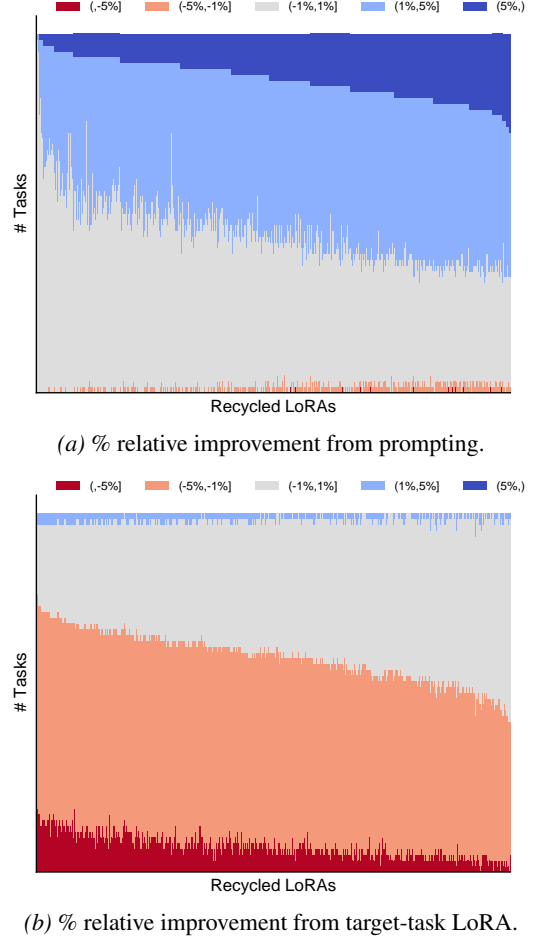 (,-5%] (-5%,-1%] (-1%,1%] (1%,5%] (5%,)
# Tasks
Recycled LoRAs
(a) % relative improvement from prompting.
(,-5%] (-5%,-1%] (-1%,1%] (1%,5%] (5%,)
# Tasks
Recycled LoRAs
(b) % relative improvement from target-task LoRA.